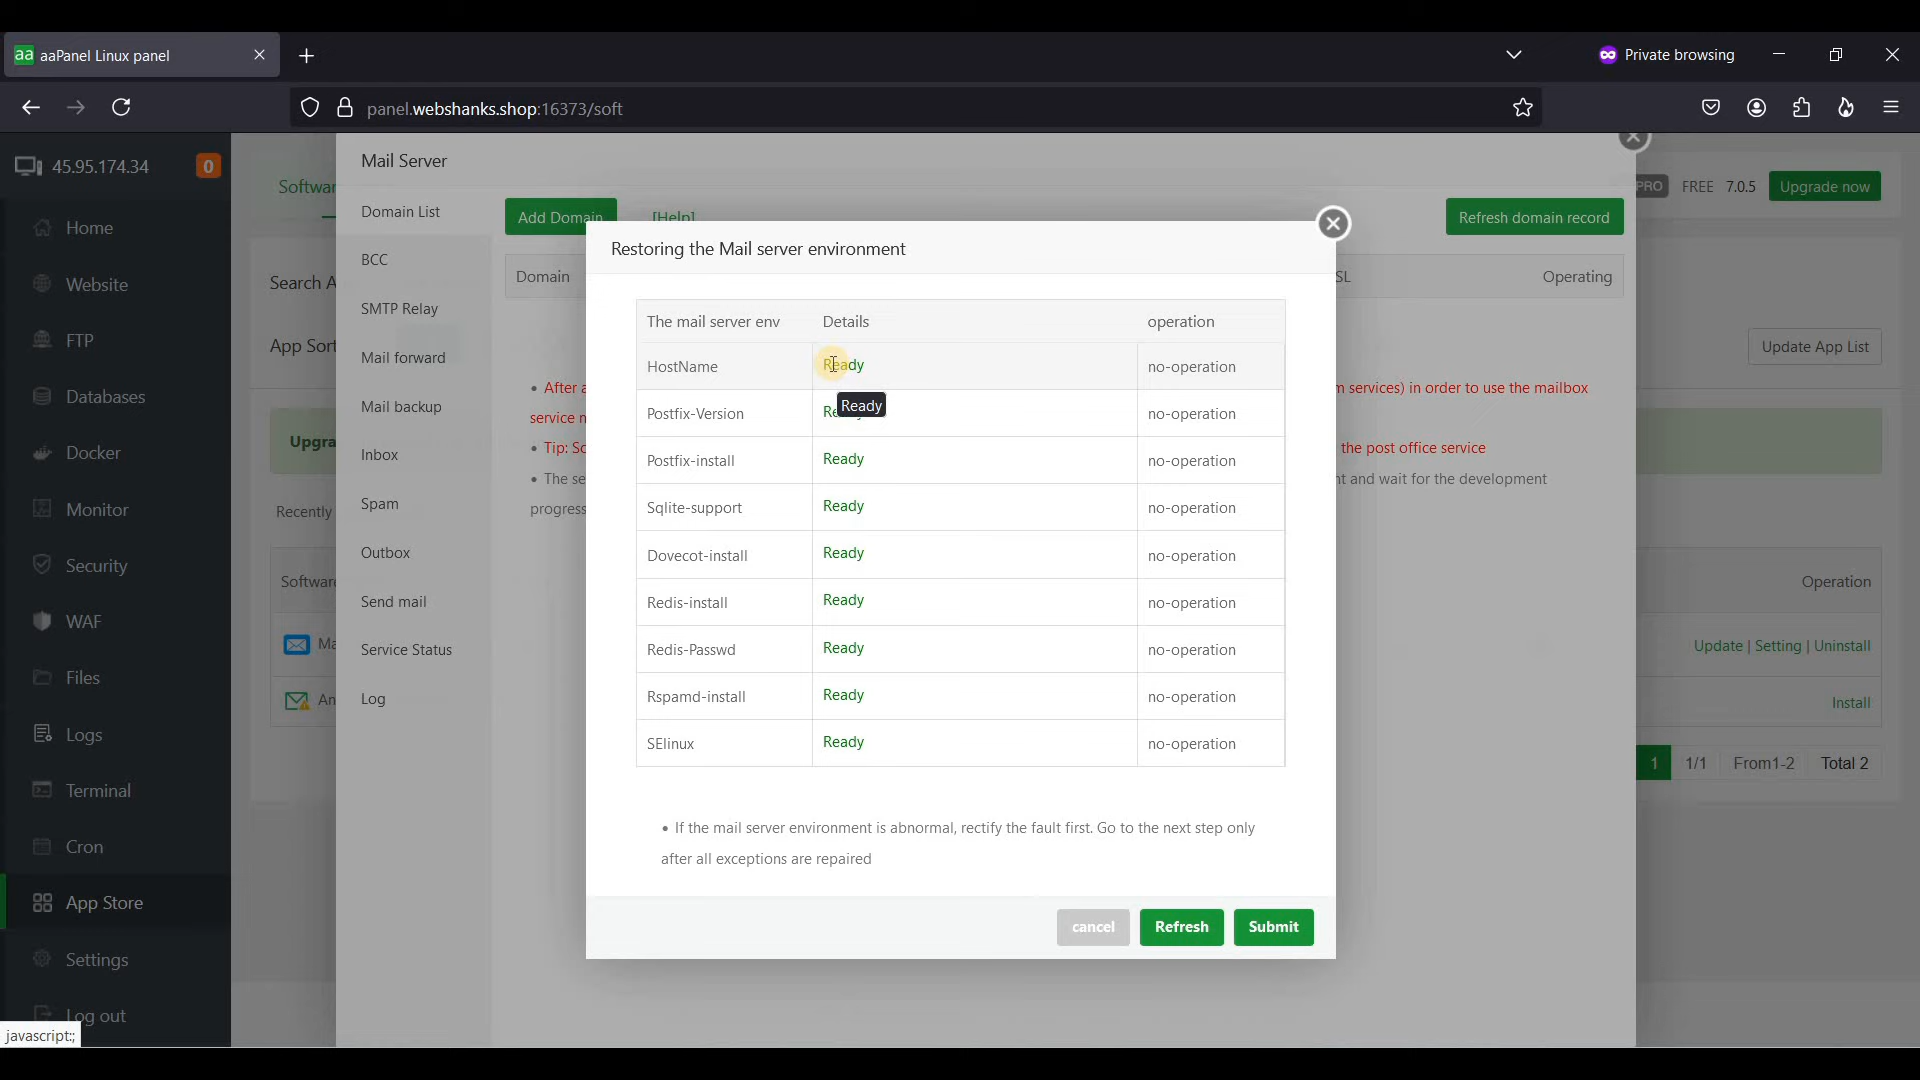 aa aaPanel Linux panel
Private browsing
panel.webshanks.shop:16373/soft
45.95.174.34 0
Home
Website
FTP
Databases
Docker
Monitor
Security
WAF
Files
Logs
Terminal
Cron
App Store
Settings
Log out
javascript:;
Softwar
Search A
App Sort
Upgra
Recently
Softwar
Ma
An
Mail Server
Domain List
BCC
SMTP Relay
Mail forward
Mail backup
Inbox
Spam
Outbox
Send mail
Service Status
Log
Add Domain [Help] Refresh domain record
Domain SL Operating
• After a m services) in order to use the mailbox
service n
• Tip: Sc the post office service
• The se nt and wait for the development
progress
Restoring the Mail server environment
The mail server env Details operation
HostName Ready no-operation
Ready
Postfix-Version Re no-operation
Postfix-install Ready no-operation
Sqlite-support Ready no-operation
Dovecot-install Ready no-operation
Redis-install Ready no-operation
Redis-Passwd Ready no-operation
Rspamd-install Ready no-operation
SElinux Ready no-operation
• If the mail server environment is abnormal, rectify the fault first. Go to the next step only
after all exceptions are repaired
cancel Refresh Submit
PRO FREE 7.0.5 Upgrade now
Update App List
Operation
Update | Setting | Uninstall
Install
1 1/1 From1-2 Total 2